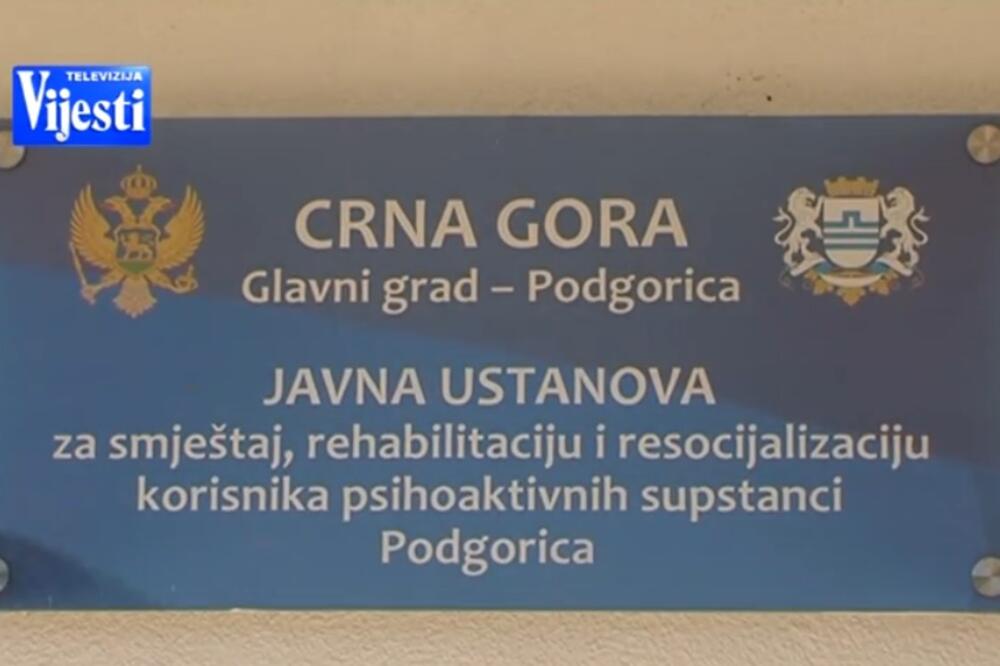 TELEVIZIJA
Vijesti
CRNA GORA
Glavni grad – Podgorica
JAVNA USTANOVA
za smještaj, rehabilitaciju i resocijalizaciju
korisnika psihoaktivnih supstanci
Podgorica